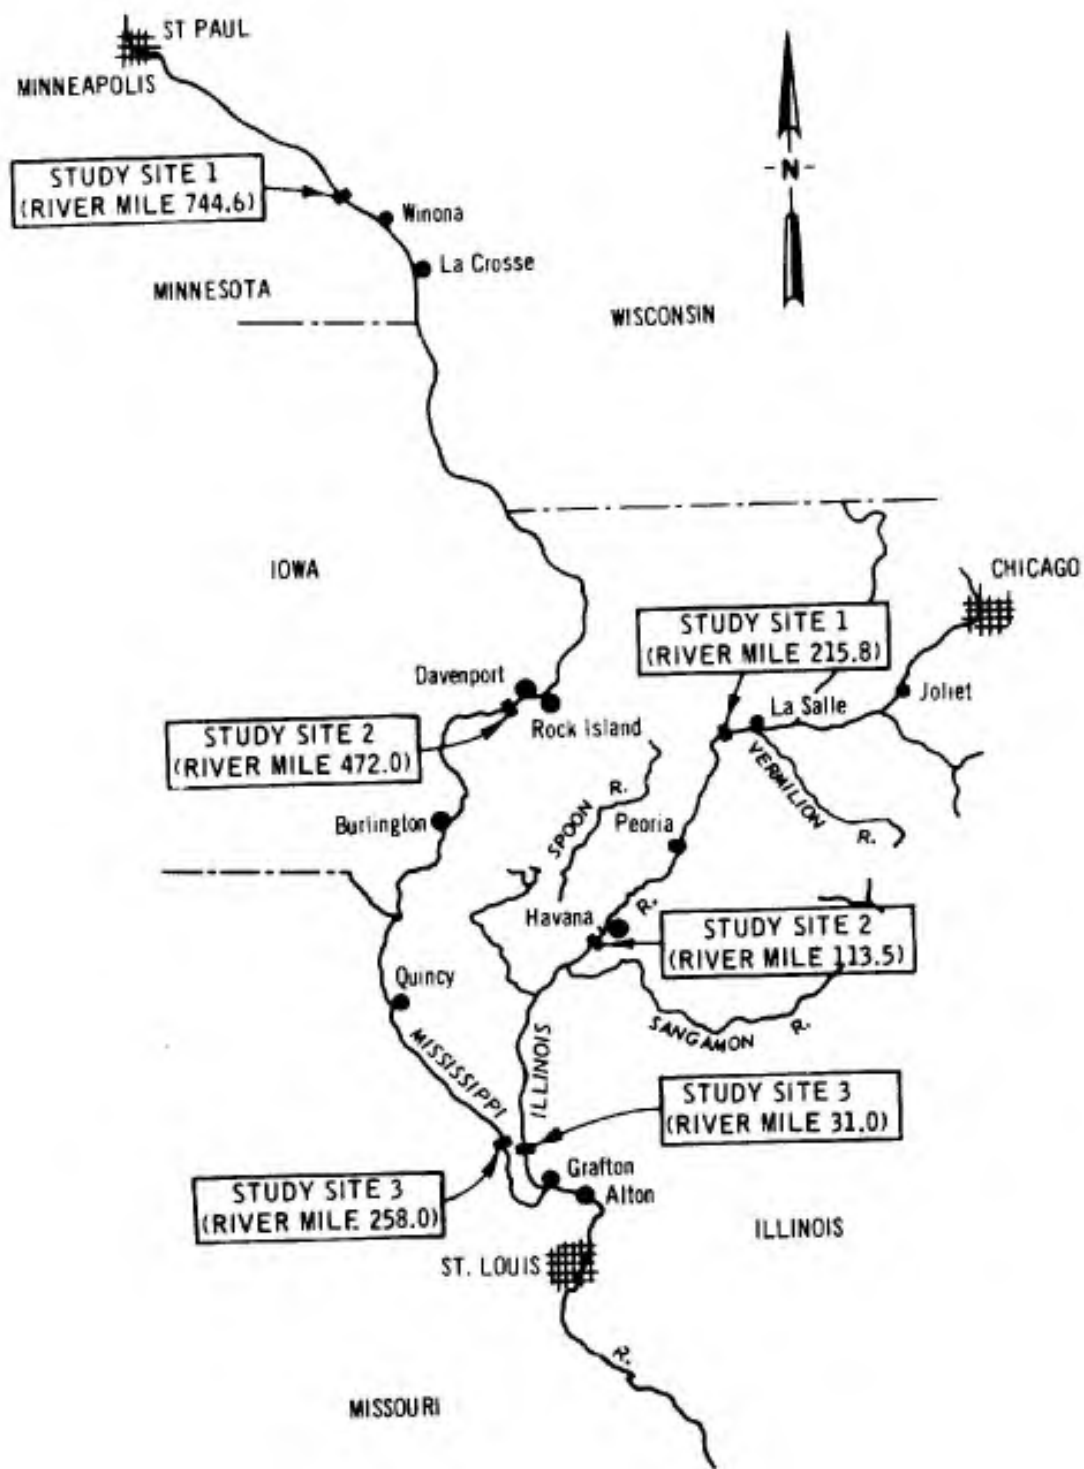 ST PAUL
MINNEAPOLIS
STUDY SITE 1
(RIVER MILE 744.6)
Winona
La Crosse
N
MINNESOTA
WISCONSIN
IOWA
CHICAGO
STUDY SITE 1
(RIVER MILE 215.8)
Davenport
La Salle
Joliet
Rock Island
STUDY SITE 2
(RIVER MILE 472.0)
VERMILION
R.
SPOON
R.
Peoria
Burlington
Havana
R.
STUDY SITE 2
(RIVER MILE 113.5)
Quincy
SANGAMON
R.
MISSISSIPPI
ILLINOIS
STUDY SITE 3
(RIVER MILE 31.0)
Grafton
Alton
STUDY SITE 3
(RIVER MILE 258.0)
ILLINOIS
ST. LOUIS
R.
MISSOURI